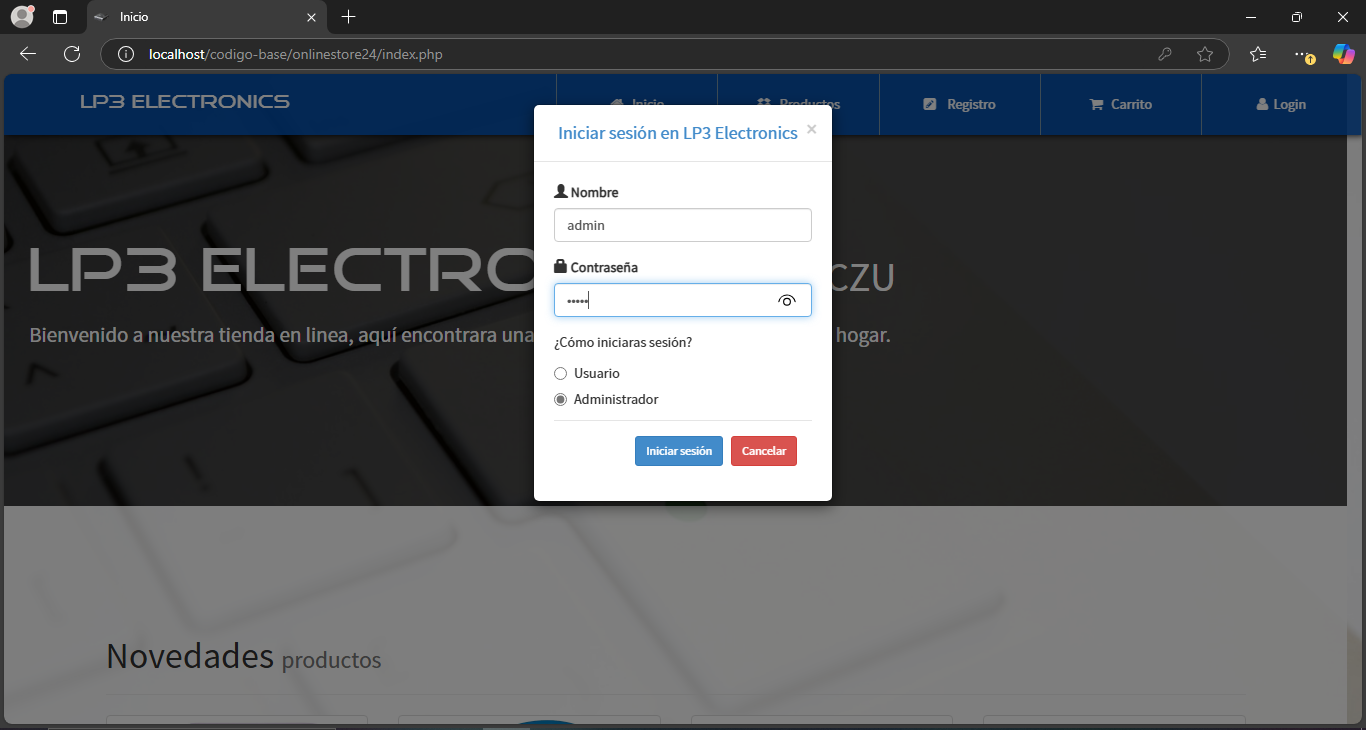 Inicio
localhost/codigo-base/onlinestore24/index.php
LP3 ELECTRONICS
Inicio
Productos
Registro
Carrito
Login
Iniciar sesión en LP3 Electronics ×
Nombre
admin
Contraseña
•••••
¿Cómo iniciaras sesión?
Usuario
Administrador
Iniciar sesión
Cancelar
LP3 ELECTRO CZU
Bienvenido a nuestra tienda en linea, aquí encontrara una hogar.
Novedades productos